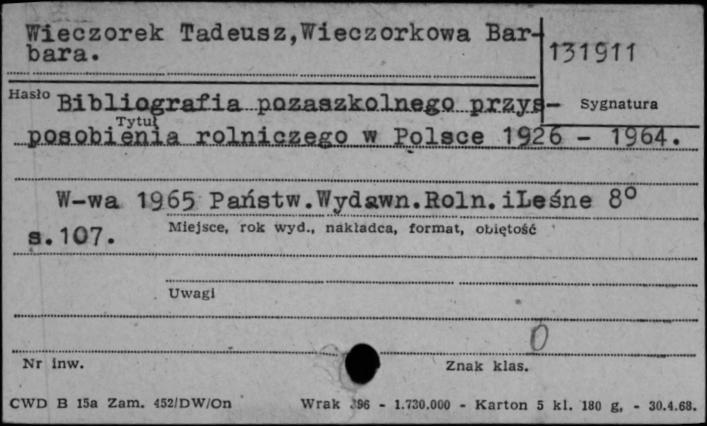 Wieczorek Tadeusz,Wieczorkowa Bar-
bara.
131911
Hasło
Bibliografia pozaszkolnego przys-
Sygnatura
Tytuł
posobienia rolniczego w Polsce 1926 - 1964.
W-wa 1965 Państw.Wydawn.Roln.iLeśne 8°
s.107.
Miejsce, rok wyd., nakładca, format, objętość
Uwagi
0
Nr inw.
Znak klas.
CWD B 15a Zam. 452/DW/On
Wrak 396 - 1.730.000 - Karton 5 kl. 180 g. - 30.4.68.